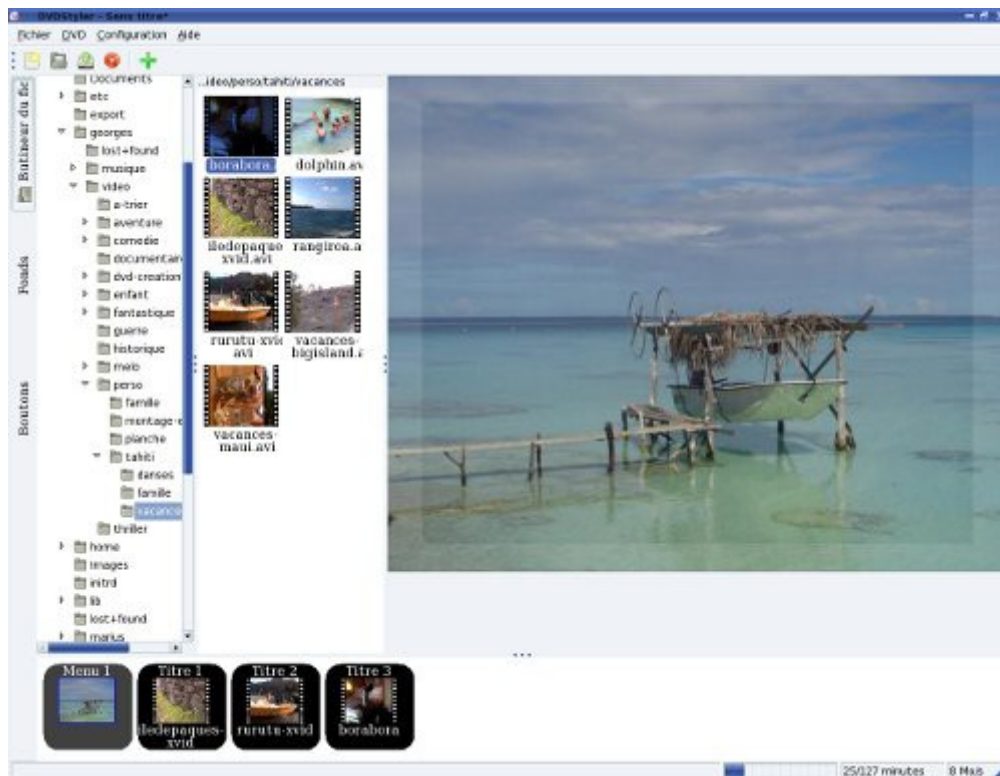 DVDStyler - Sans titre*
Fichier DVD Configuration Aide
Butineur du fic
Fonds
Boutons
Documents
etc
export
georges
lost+found
musique
video
a-trier
aventure
comedie
documentair
dvd-creation
enfant
fantastique
guerre
historique
melo
perso
famille
montage-e
planche
tahiti
danses
famille
vacance
thriller
home
images
initrd
lib
lost+found
marius
...ideo/perso/tahiti/vacances
borabora.
dolphin.av
iledepaque
xvid.avi
rangiroa.a
rurutu-xvi
avi
vacances-
bigisland.a
vacances-
maui.avi
Menu 1
Titre 1
iledepaques-
xvid
Titre 2
rurutu-xvid
Titre 3
borabora
25/127 minutes